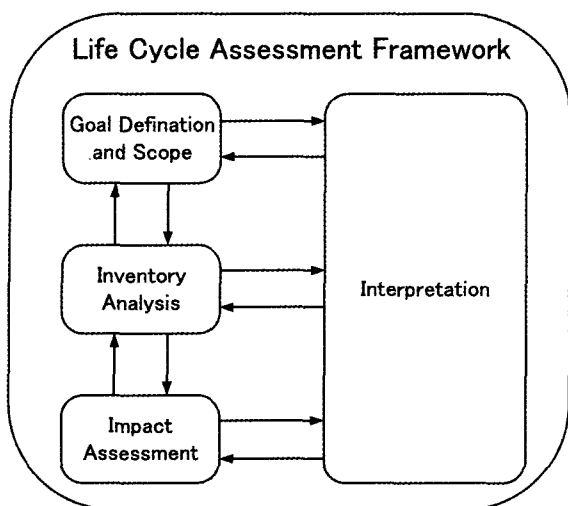 Life Cycle Assessment Framework
Goal Defination
and Scope
Inventory
Analysis
Interpretation
Impact
Assessment